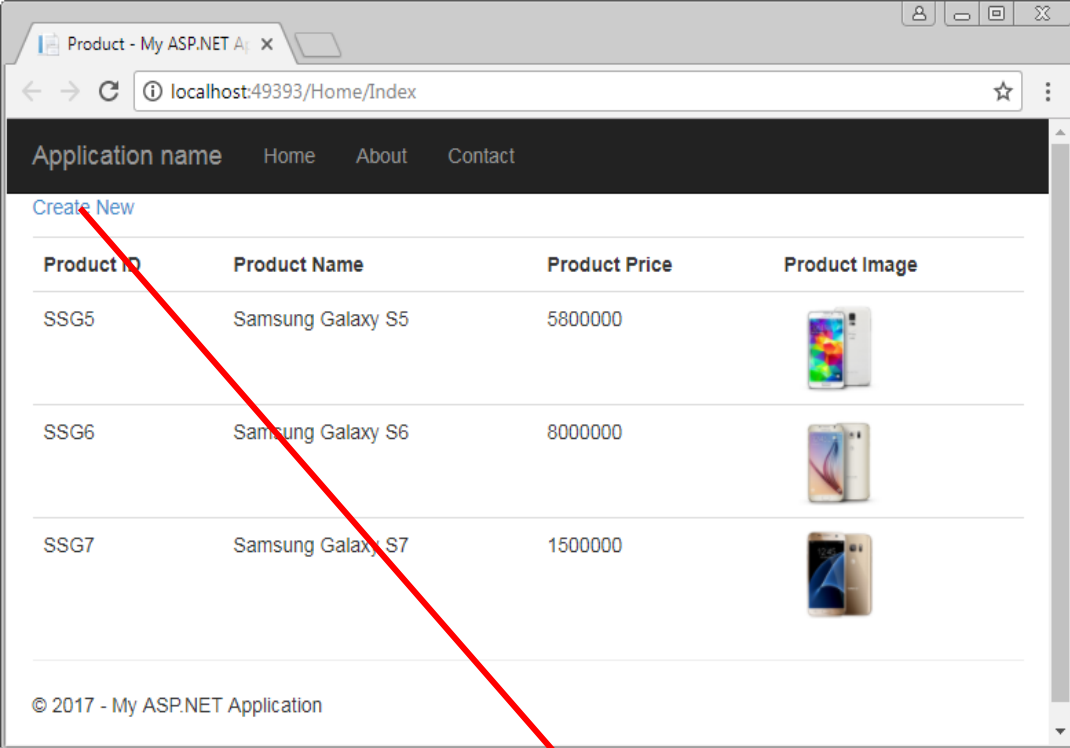 Product - My ASP.NET Ap
localhost:49393/Home/Index
Application name Home About Contact
Create New
Product ID Product Name Product Price Product Image
SSG5 Samsung Galaxy S5 5800000
SSG6 Samsung Galaxy S6 8000000
SSG7 Samsung Galaxy S7 1500000
© 2017 - My ASP.NET Application